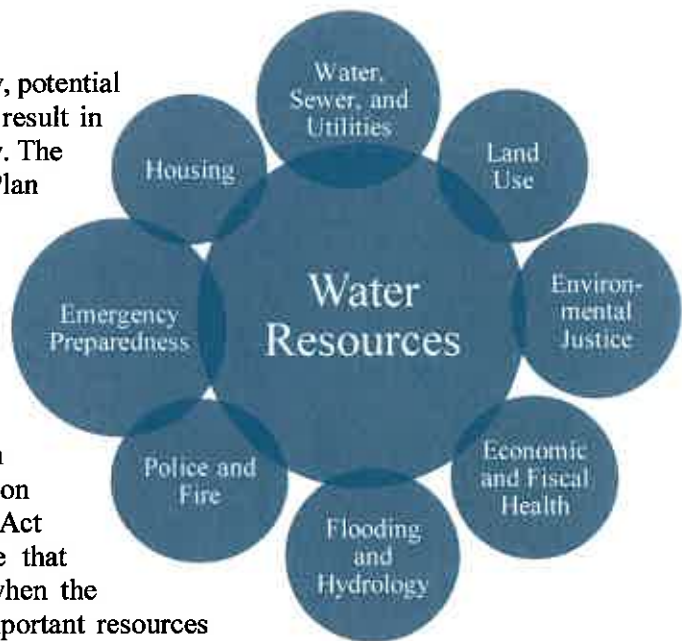 , potential
result in
. The
Plan
on
Act
e that
when the
important resources
Water,
Sewer, and
Utilities
Land
Use
Environ-
mental
Justice
Economic
and Fiscal
Health
Flooding
and
Hydrology
Police and
Fire
Emergency
Preparedness
Housing
Water
Resources